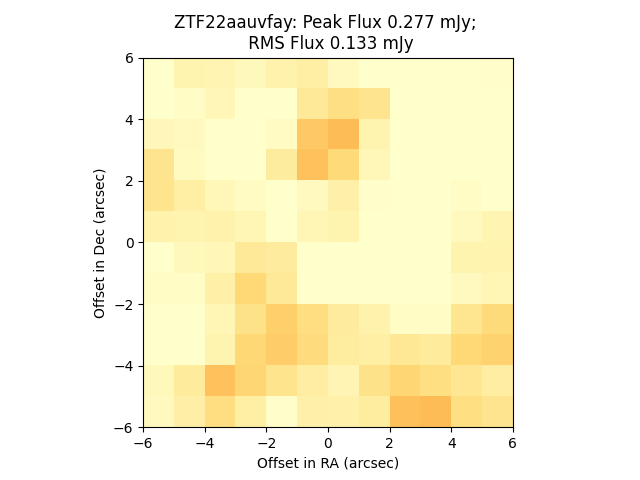 ZTF22aauvfay: Peak Flux 0.277 mJy;
RMS Flux 0.133 mJy
6
4
2
0
−2
−4
−6
Offset in Dec (arcsec)
−6 −4 −2 0 2 4 6
Offset in RA (arcsec)